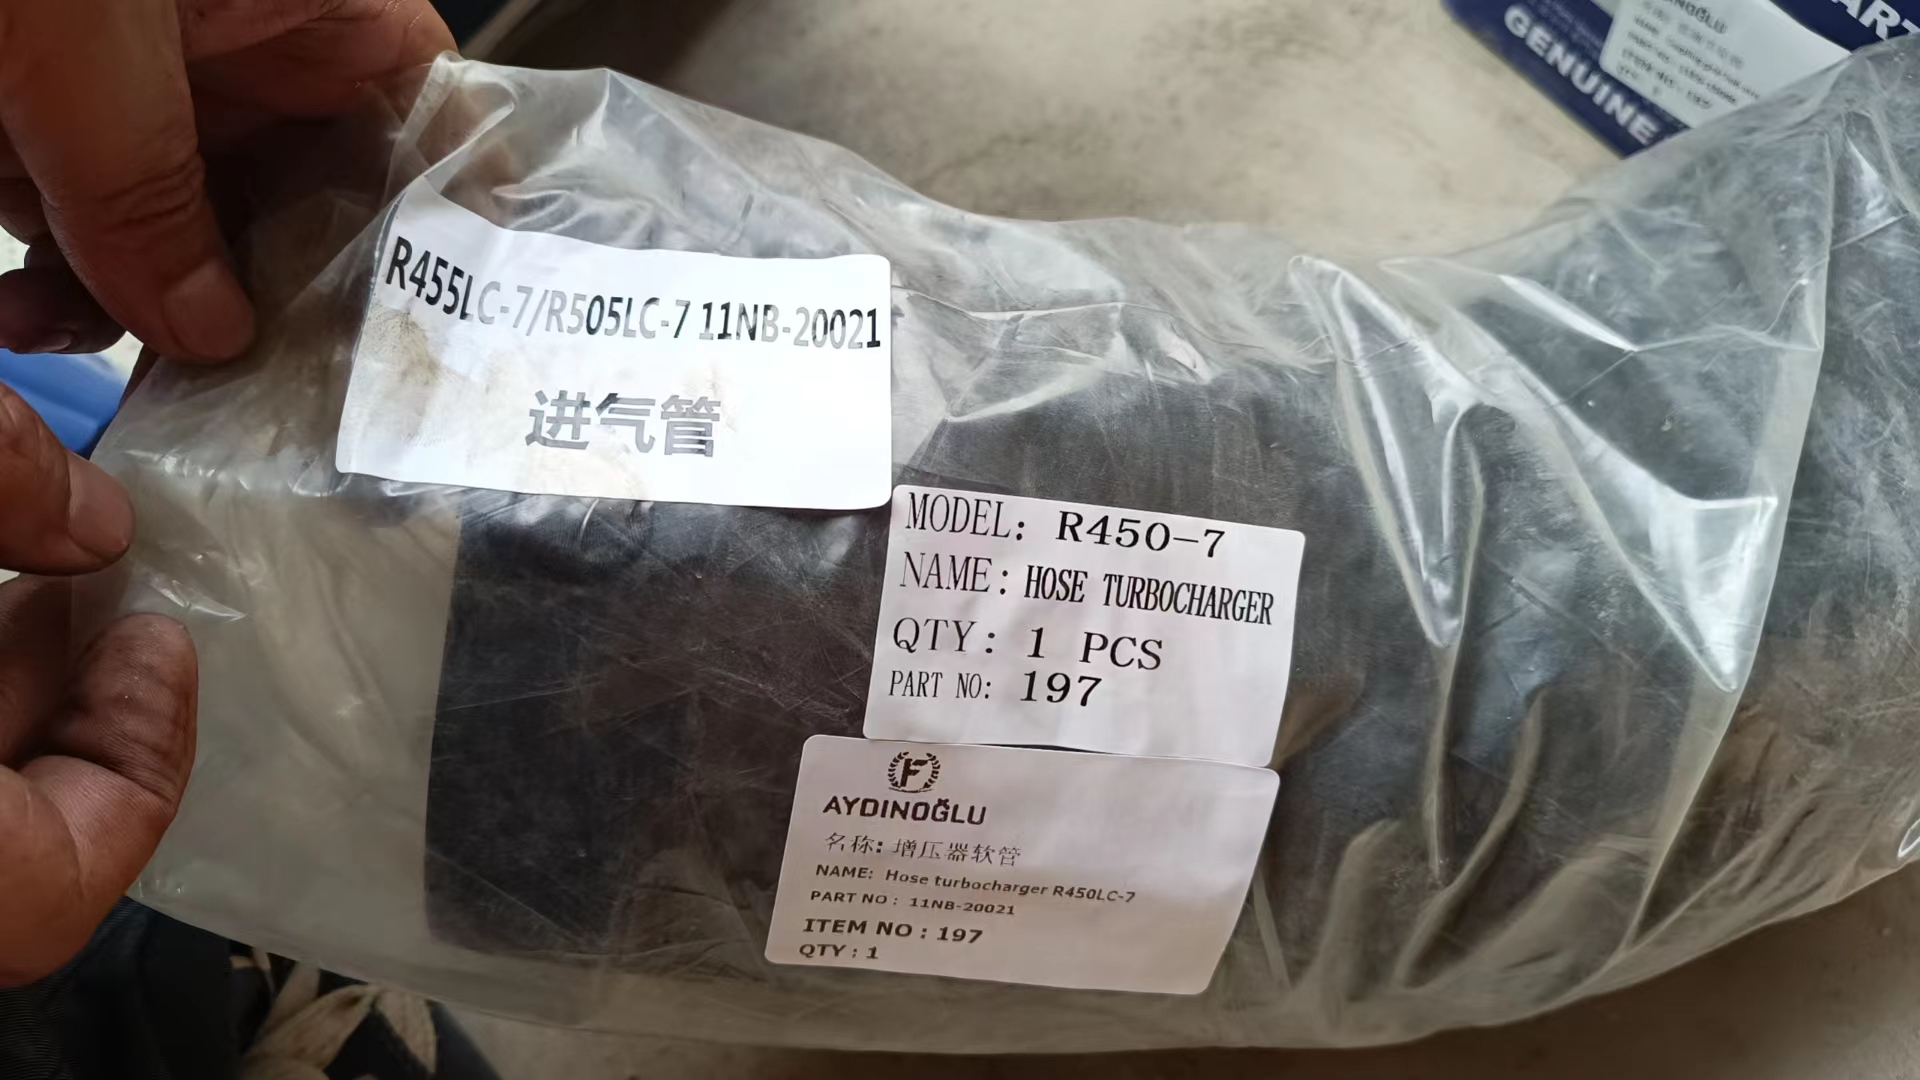 R455LC-7/R505LC-7 11NB-20021
进气管
MODEL: R450-7
NAME: HOSE TURBOCHARGER
QTY: 1 PCS
PART NO: 197
F
AYDINOĞLU
名称: 增压器软管
NAME: Hose turbocharger R450LC-7
PART NO : 11NB-20021
ITEM NO : 197
QTY : 1
GENUINE